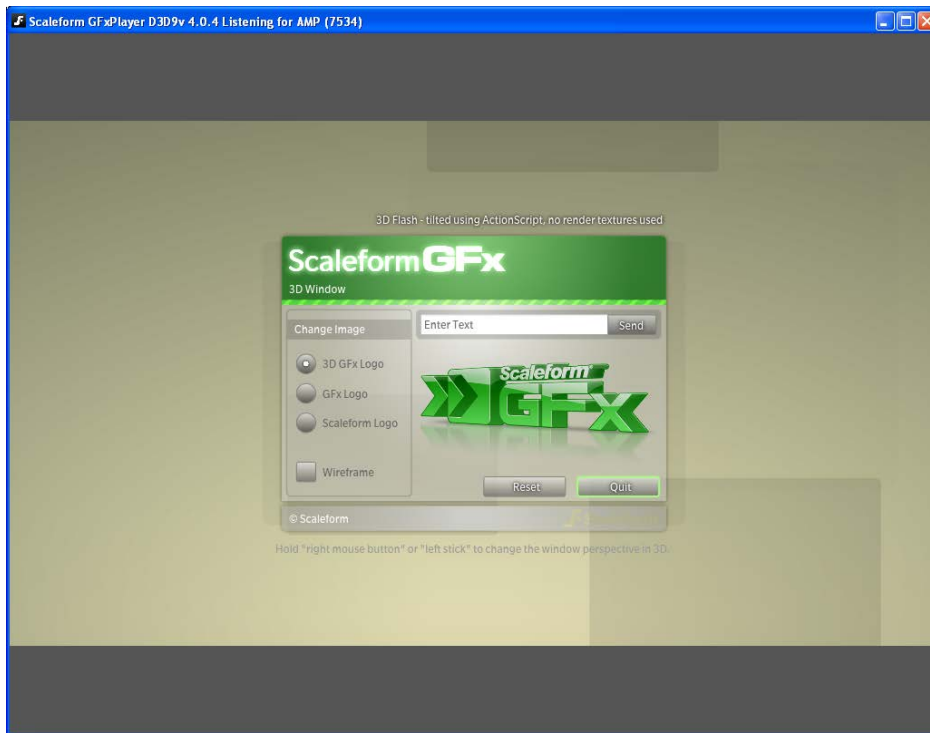 Scaleform GFxPlayer D3D9v 4.0.4 Listening for AMP (7534)
3D Flash - tilted using ActionScript, no render textures used
Scaleform GFx
3D Window
Change Image
Enter Text
Send
3D GFx Logo
GFx Logo
Scaleform Logo
Scaleform
GFx
Wireframe
Reset
Quit
© Scaleform
Hold "right mouse button" or "left stick" to change the window perspective in 3D.